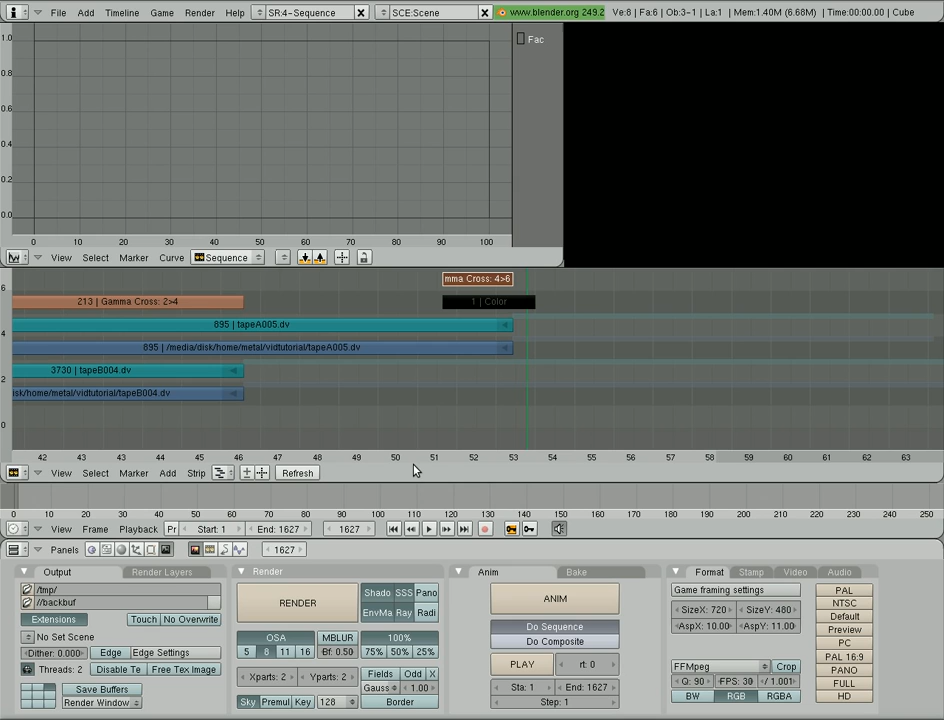 File Add Timeline Game Render Help SR:4-Sequence X SCE:Scene X www.blender.org 249.2 Ve:8 | Fa:6 | Ob:3-1 | La:1 | Mem:1.40M (6.68M) | Time:00:00.00 | Cube
1.0 Fac
0.8
0.6
0.4
0.2
0.0
0 10 20 30 40 50 60 70 80 90 100
View Select Marker Curve Sequence
6 mma Cross: 4>6
213 | Gamma Cross: 2>4 1 | Color
4 895 | tapeA005.dv
895 | /media/disk/home/metal/vidtutorial/tapeA005.dv
2 3730 | tapeB004.dv
isk/home/metal/vidtutorial/tapeB004.dv
0
42 43 44 45 46 47 48 49 50 51 52 53 54 55 56 57 58 59 60 61 62 63
View Select Marker Add Strip Refresh
0 10 20 30 40 50 60 70 80 90 100 110 120 130 140 150 160 170 180 190 200 210 220 230 240 250
View Frame Playback Pr Start: 1 End: 1627 1627
Panels 1627
Output Render Layers Render Anim Bake Format Stamp Video Audio
/tmp/
//backbuf
Extensions Touch No Overwrite
No Set Scene
Dither: 0.000 Edge Edge Settings
Threads: 2 Disable Te Free Tex Image
Save Buffers
Render Window
RENDER Shado SSS Pano
EnvMa Ray Radi
OSA MBLUR 100%
5 8 11 16 Bf: 0.50 75% 50% 25%
Xparts: 2 Yparts: 2 Fields Odd X
Gauss 1.00
Sky Premul Key 128 Border
ANIM
Do Sequence
Do Composite
PLAY rt: 0
Sta: 1 End: 1627
Step: 1
Game framing settings
SizeX: 720 SizeY: 480
AspX: 10.00 AspY: 11.00
FFMpeg Crop
Q: 90 FPS: 30 / 1.001
BW RGB RGBA
PAL
NTSC
Default
Preview
PC
PAL 16:9
PANO
FULL
HD